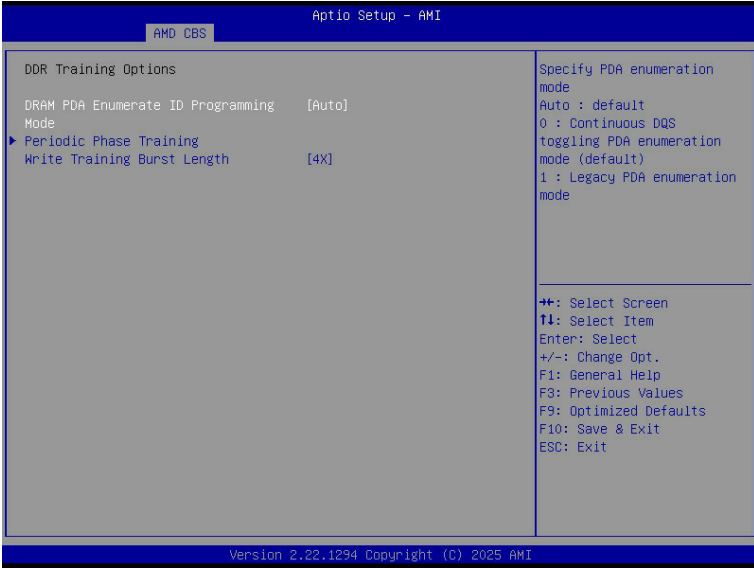 Aptio Setup – AMI
AMD CBS
DDR Training Options
DRAM PDA Enumerate ID Programming Mode [Auto]
Periodic Phase Training
Write Training Burst Length [4X]
Specify PDA enumeration
mode
Auto : default
0 : Continuous DQS
toggling PDA enumeration
mode (default)
1 : Legacy PDA enumeration
mode
→←: Select Screen
↑↓: Select Item
Enter: Select
+/-: Change Opt.
F1: General Help
F3: Previous Values
F9: Optimized Defaults
F10: Save & Exit
ESC: Exit
Version 2.22.1294 Copyright (C) 2025 AMI